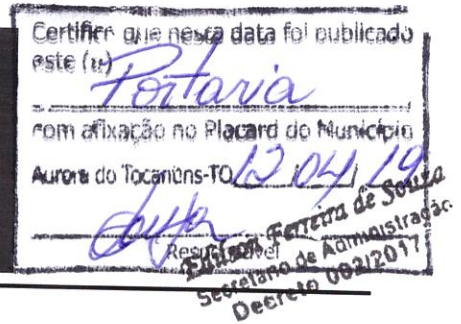 Certifico que nesta data foi publicado
este (a)
Portaria
com afixação no Placard do Município
Aurora do Tocantins-TO 12 04 / 19
Responsável
Ferreira de Souza
Secretario de Administração
Decreto 002/2017